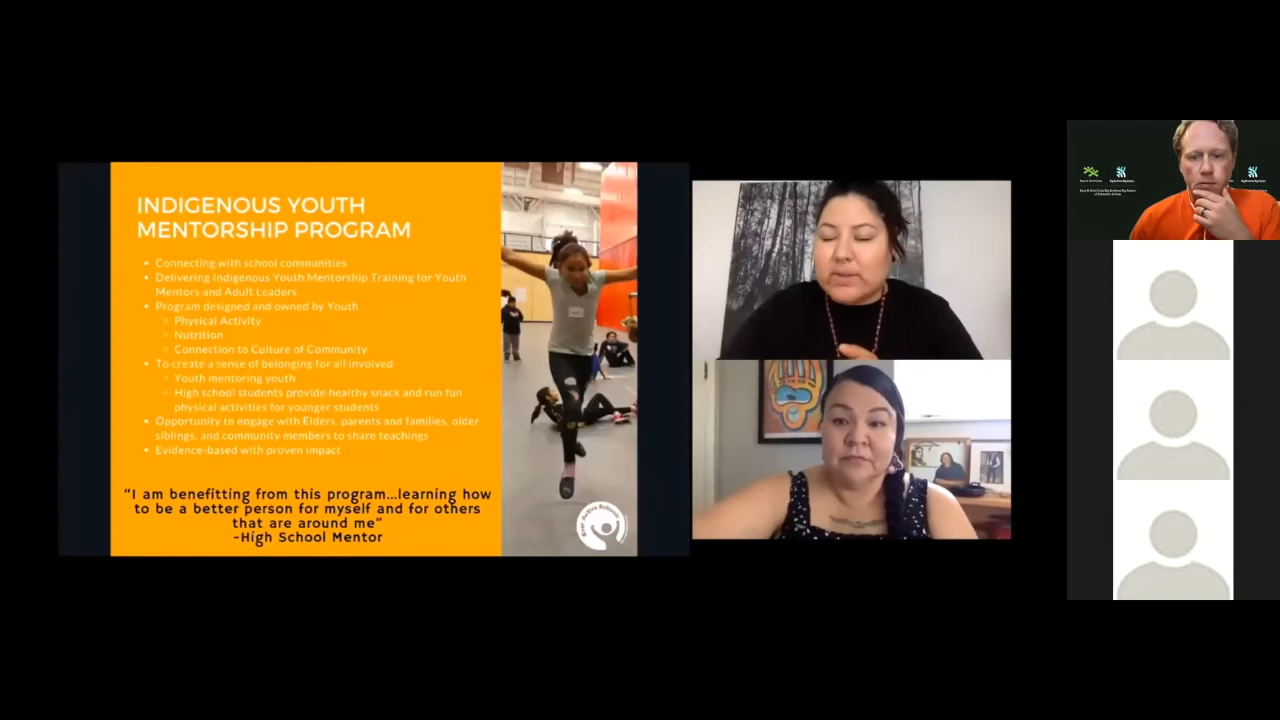 INDIGENOUS YOUTH
MENTORSHIP PROGRAM
• Connecting with school communities
• Delivering Indigenous Youth Mentorship Training for Youth
Mentors and Adult Leaders
• Program designed and owned by Youth
○ Physical Activity
○ Nutrition
○ Connection to Culture of Community
• To create a sense of belonging for all involved
○ Youth mentoring youth
○ High school students provide healthy snack and run fun
physical activities for younger students
• Opportunity to engage with Elders, parents and families, older
siblings, and community members to share teachings
• Evidence-based with proven impact
"I am benefitting from this program...learning how
to be a better person for myself and for others
that are around me"
-High School Mentor
Ever Active Schools